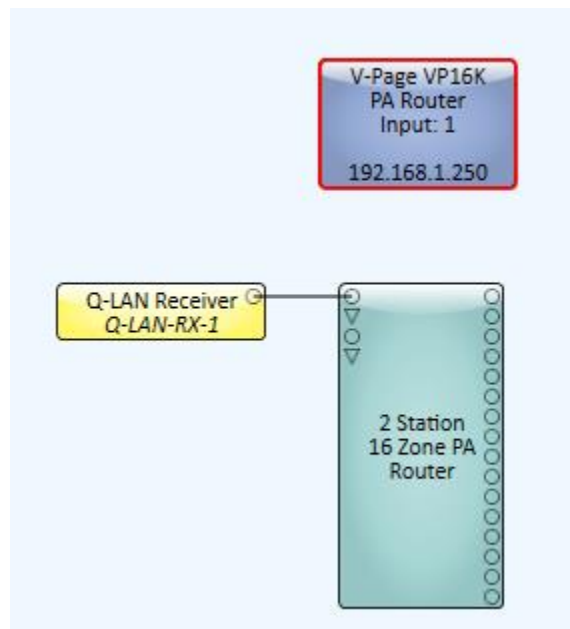 V-Page VP16K
PA Router
Input: 1
192.168.1.250
Q-LAN Receiver
Q-LAN-RX-1
2 Station
16 Zone PA
Router